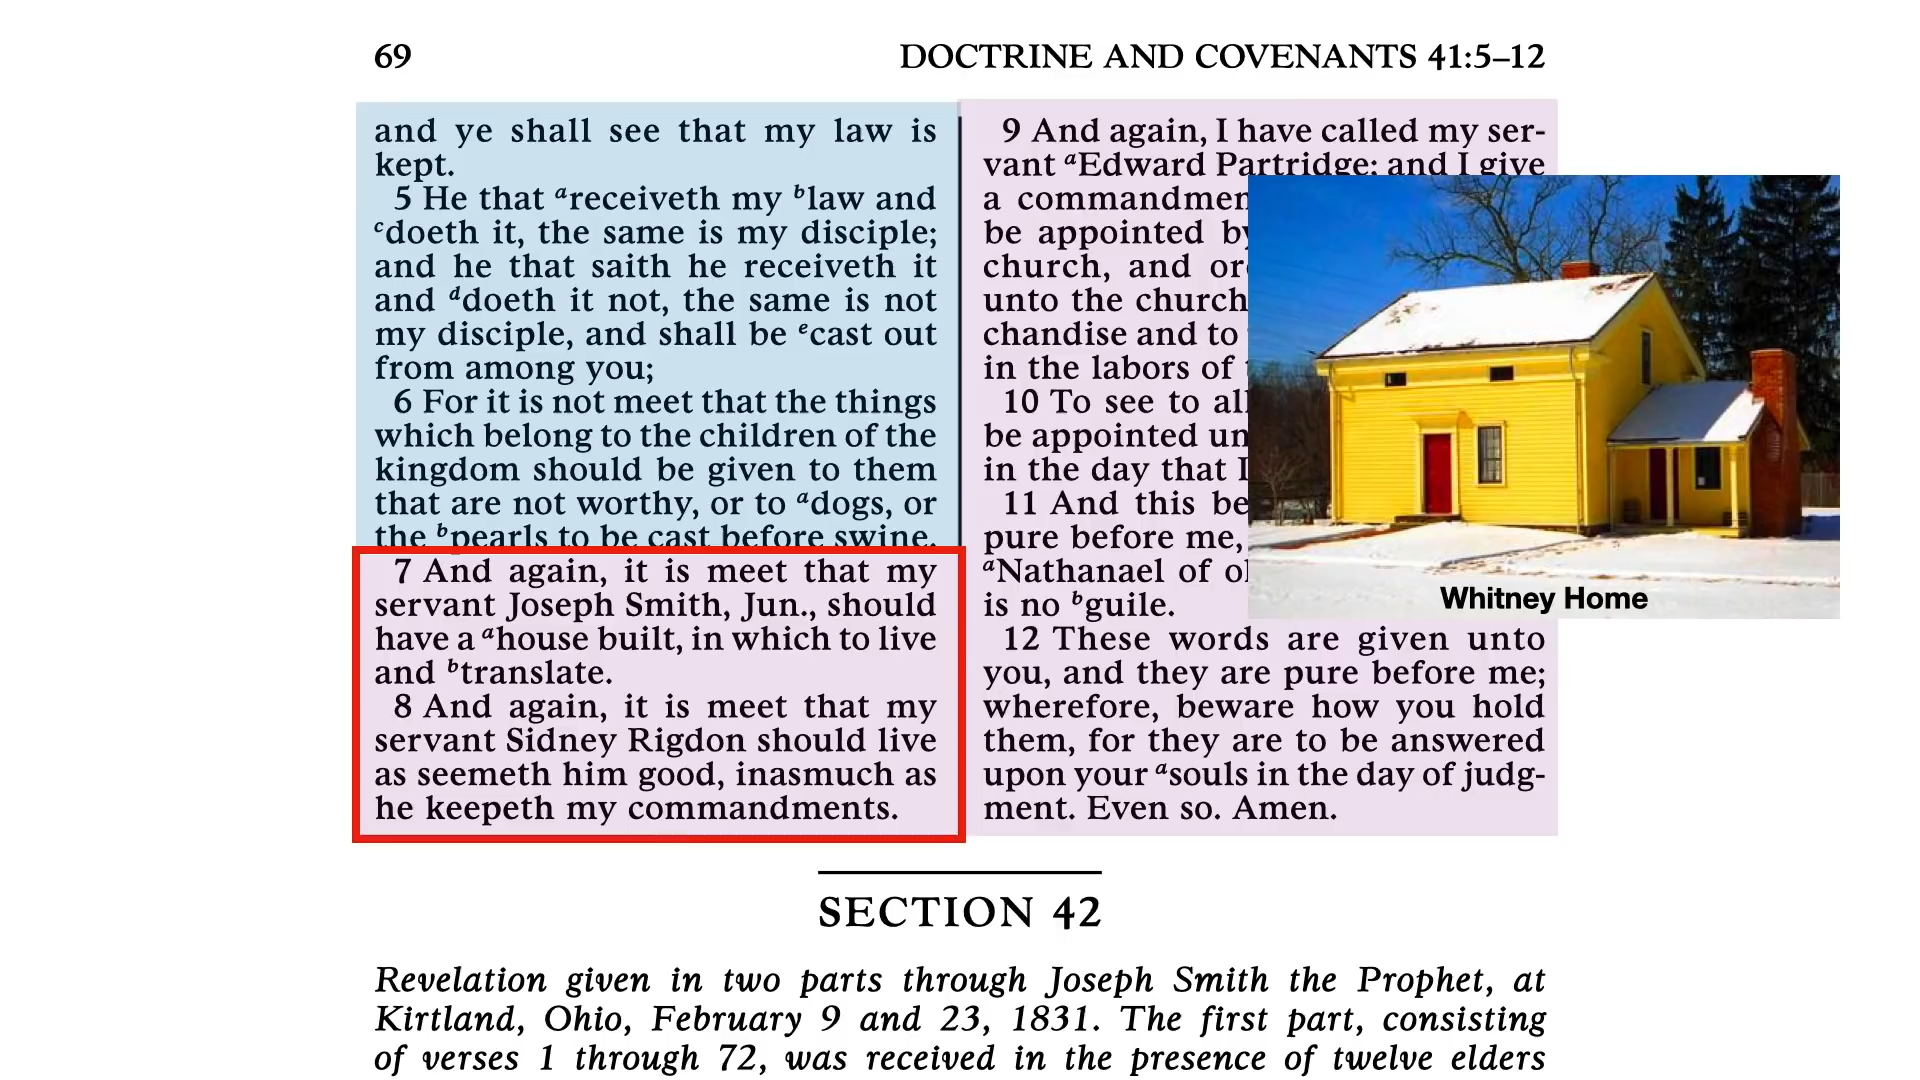 69
DOCTRINE AND COVENANTS 41:5–12
and ye shall see that my law is
kept.
5 He that areceiveth my blaw and
cdoeth it, the same is my disciple;
and he that saith he receiveth it
and ddoeth it not, the same is not
my disciple, and shall be ecast out
from among you;
6 For it is not meet that the things
which belong to the children of the
kingdom should be given to them
that are not worthy, or to adogs, or
the bpearls to be cast before swine.
7 And again, it is meet that my
servant Joseph Smith, Jun., should
have a ahouse built, in which to live
and btranslate.
8 And again, it is meet that my
servant Sidney Rigdon should live
as seemeth him good, inasmuch as
he keepeth my commandments.
9 And again, I have called my ser-
vant aEdward Partridge; and I give
a
be appointed
church, and
unto the church
chandise and to
in the labors of
10 To see to
be appointed
in the day that I
11 And this
pure before me,
aNathanael of
is no bguile.
12 These words are given unto
you, and they are pure before me;
wherefore, beware how you hold
them, for they are to be answered
upon your asouls in the day of judg-
ment. Even so. Amen.
Whitney Home
SECTION 42
Revelation given in two parts through Joseph Smith the Prophet, at
Kirtland, Ohio, February 9 and 23, 1831. The first part, consisting
of verses 1 through 72, was received in the presence of twelve elders